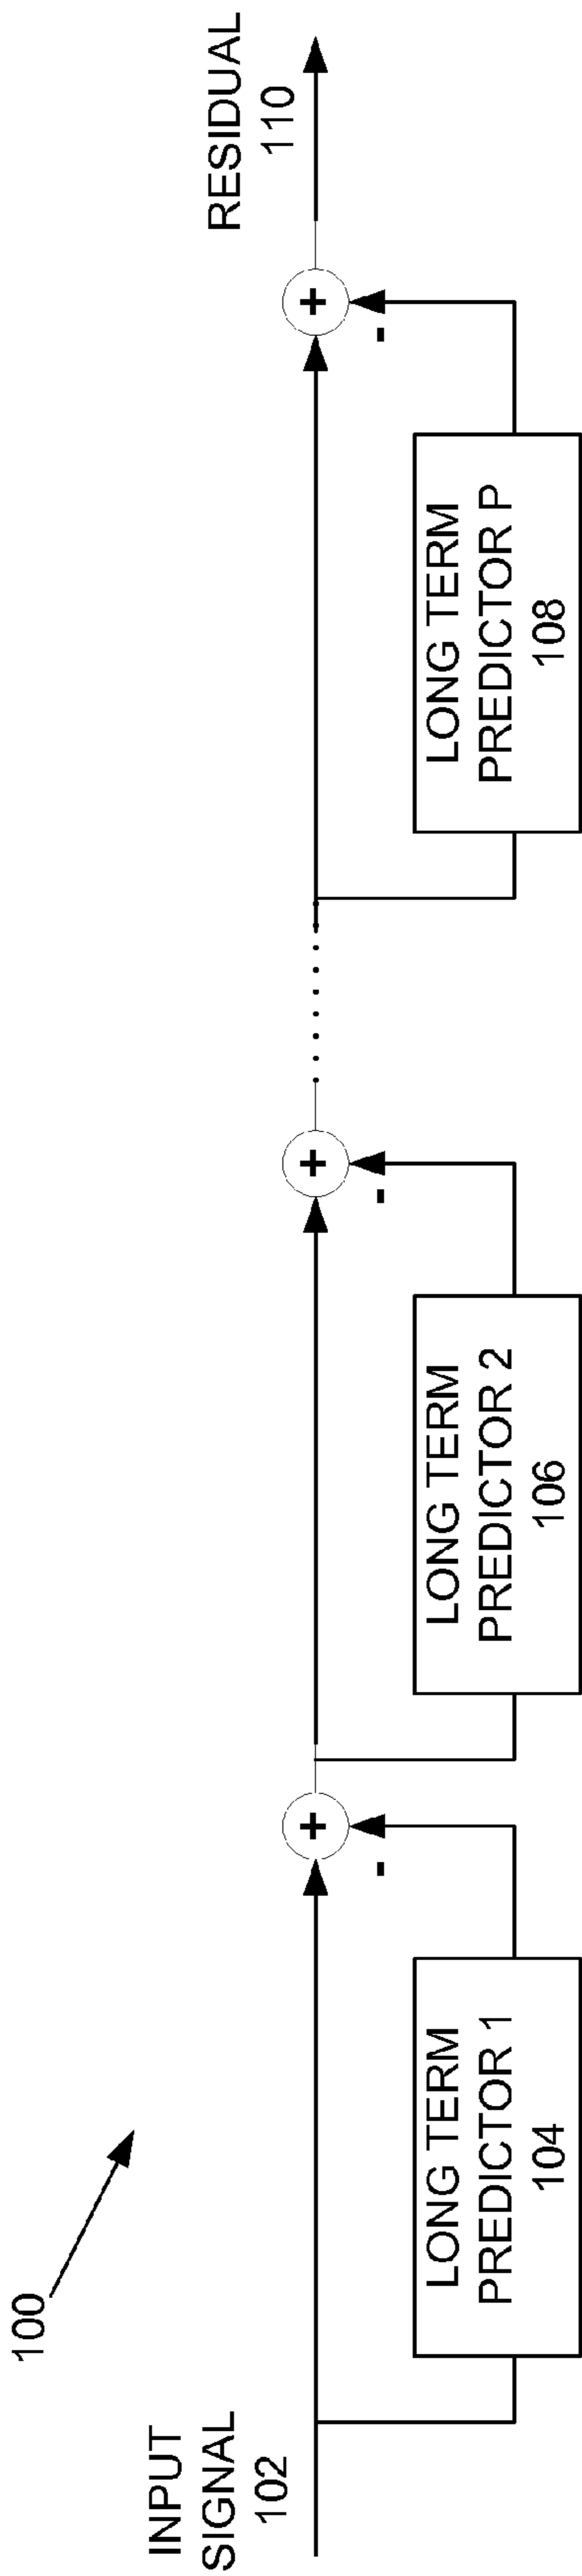 100
INPUT
SIGNAL
102
LONG TERM
PREDICTOR 1
104
+
-
LONG TERM
PREDICTOR 2
106
+
-
LONG TERM
PREDICTOR P
108
+
-
RESIDUAL
110